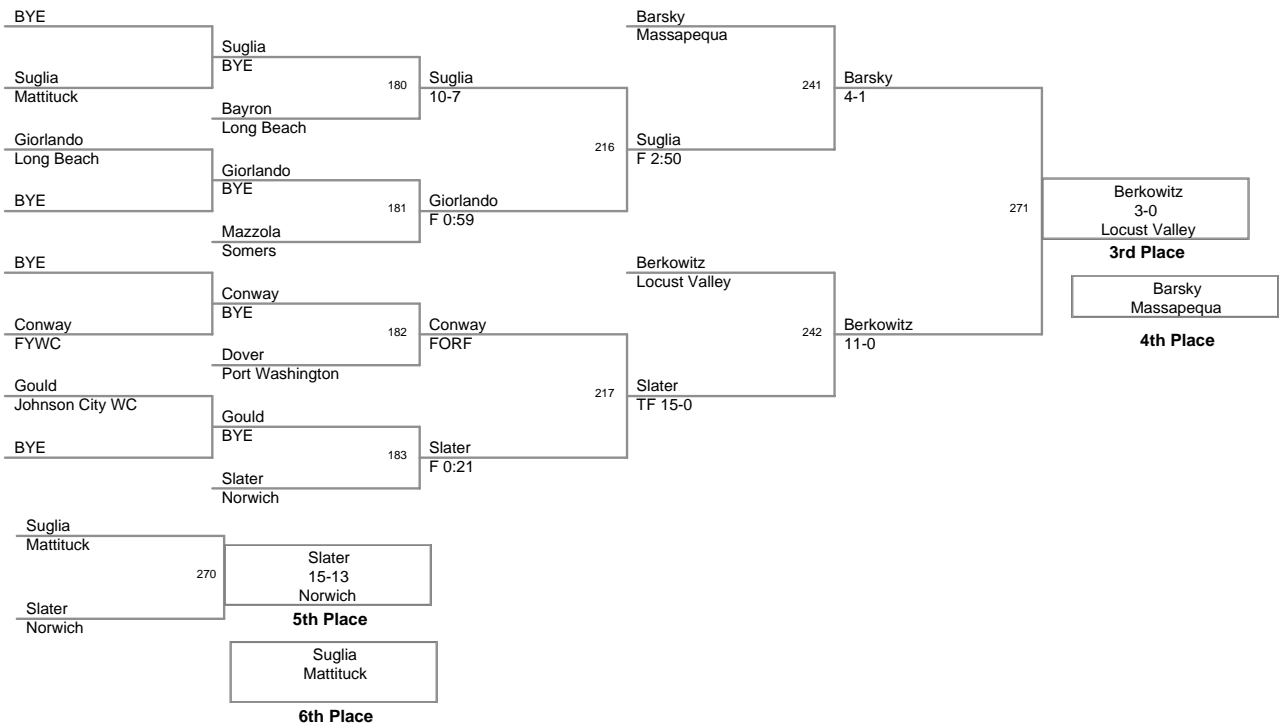 BYE
Suglia
Mattituck
Giorlando
Long Beach
BYE
BYE
Conway
FYWC
Gould
Johnson City WC
BYE
Suglia
BYE
180
Bayron
Long Beach
Giorlando
BYE
181
Mazzola
Somers
Conway
BYE
182
Dover
Port Washington
Gould
BYE
183
Slater
Norwich
Suglia
10-7
216
Giorlando
F 0:59
Conway
FORF
217
Slater
F 0:21
Barsky
Massapequa
241
Suglia
F 2:50
Berkowitz
Locust Valley
242
Slater
TF 15-0
Barsky
4-1
271
Berkowitz
11-0
Berkowitz
3-0
Locust Valley
3rd Place
Barsky
Massapequa
4th Place
Suglia
Mattituck
270
Slater
Norwich
Slater
15-13
Norwich
5th Place
Suglia
Mattituck
6th Place